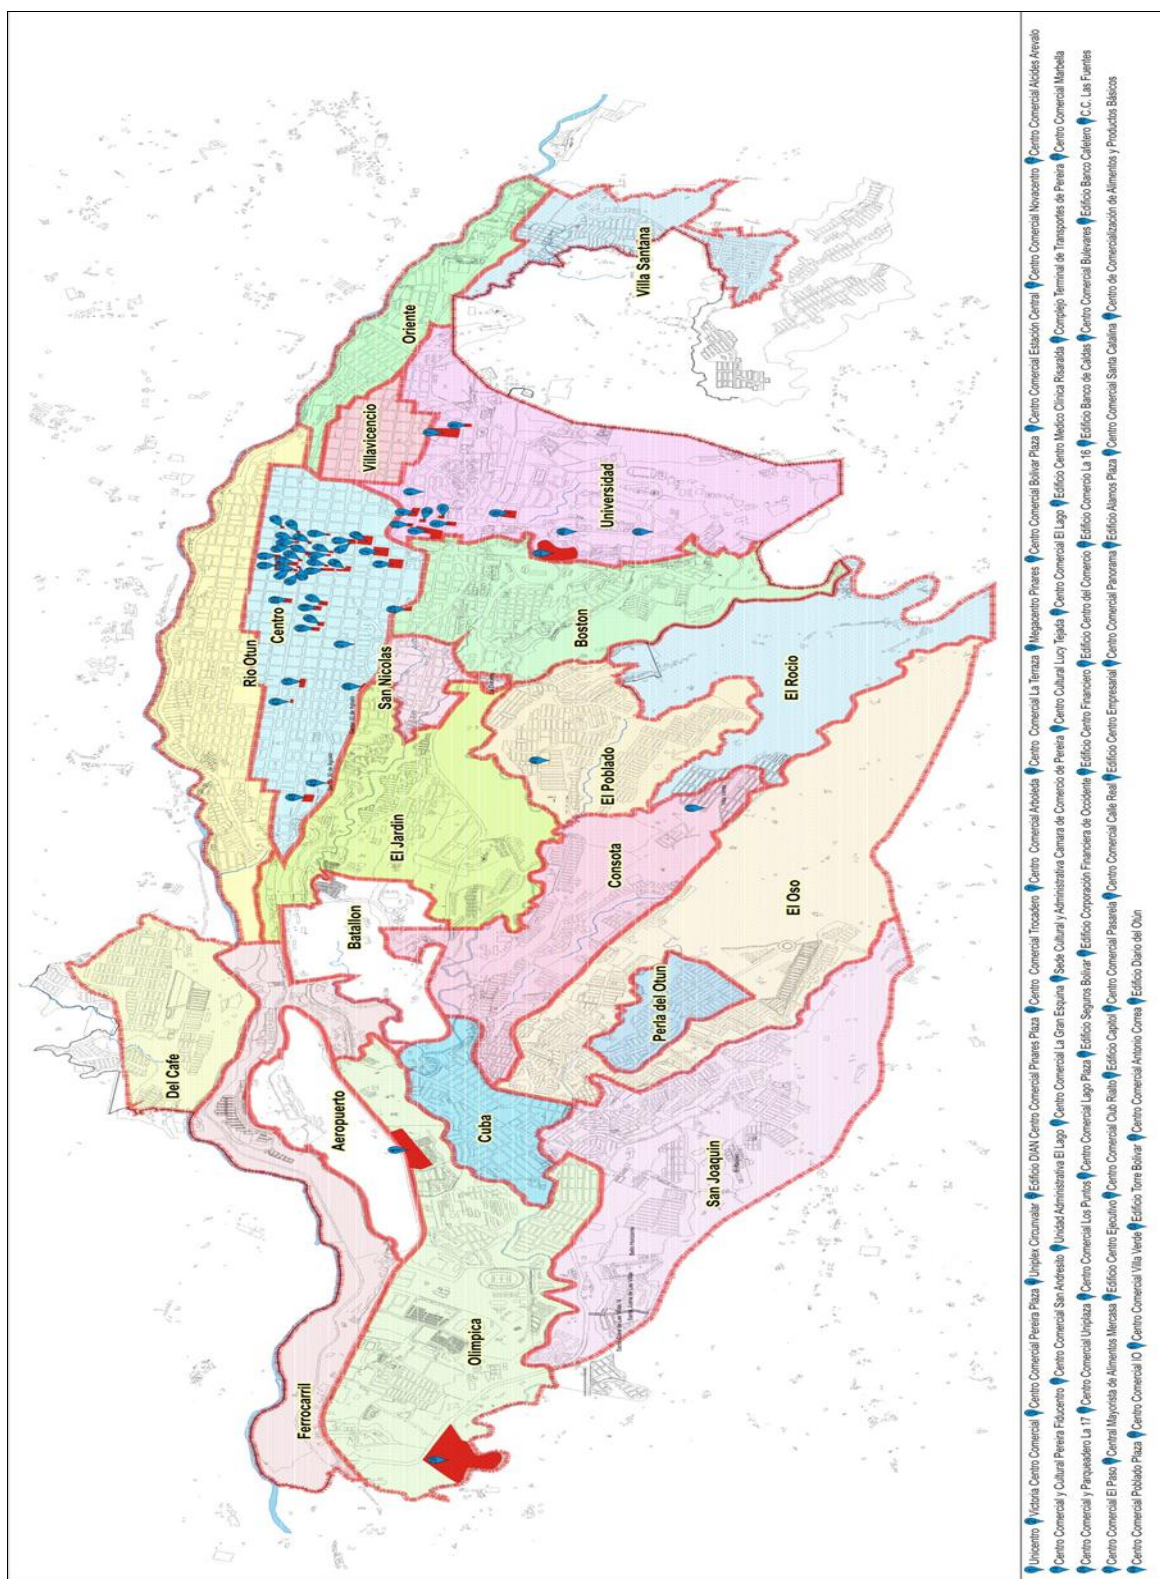 Villa Santana
Oriente
Villavicencio
Universidad
Centro
Rio Otun
San Nicolas
Boston
El Rocio
El Poblado
El Jardin
Consota
El Oso
Batallon
Perla del Otun
Del Cafe
Aeropuerto
Cuba
San Joaquin
Olimpica
Ferrocarril
Unicentro Victoria Centro Comercial Centro Comercial Pereira Plaza Uniplex Circunvalar Edificio DIAN Centro Comercial Pinares Plaza Centro Comercial Trocadero Centro Comercial Arboleda Centro Comercial La Terraza Megacentro Pinares Centro Comercial Bolivar Plaza Centro Comercial Estación Central Centro Comercial Novacentro Centro Comercial Alcides Arevalo
Centro Comercial y Cultural Pereira Fiducentro Centro Comercial San Andresito Unidad Administrativa El Lago Centro Comercial La Gran Esquina Sede Cultural y Administrativa Camara de Comercio de Pereira Centro Cultural Lucy Tejada Centro Comercial El Lago Edificio Centro Medico Clinica Risaralda Complejo Terminal de Transportes de Pereira Centro Comercial Marbella
Centro Comercial y Parqueadero La 17 Centro Comercial Uniplaza Centro Comercial Los Puntos Centro Comercial Lago Plaza Edificio Seguros Bolivar Edificio Corporación Financiera de Occidente Edificio Centro Financiero Edificio Centro del Comercio Edificio Comercio La 16 Edificio Banco de Caldas Centro Comercial Bulevares Edificio Banco Cafetero C.C. Las Fuentes
Centro Comercial El Paso Central Mayorista de Alimentos Mercasa Edificio Centro Ejecutivo Centro Comercial Club Rialto Edificio Capitol Centro Comercial Pasarela Centro Comercial Calle Real Edificio Centro Empresarial Centro Comercial Panorama Edificio Alamos Plaza Centro Comercial Santa Catalina Centro de Comercialización de Alimentos y Productos Básicos
Centro Comercial Poblado Plaza Centro Comercial IO Centro Comercial Villa Verde Edificio Torre Bolivar Centro Comercial Antonio Correa Edificio Diario del Otún